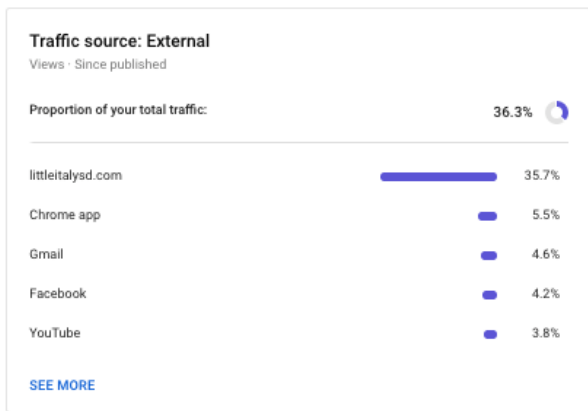 Traffic source: External
Views · Since published
Proportion of your total traffic: 36.3%
littleitalysd.com 35.7%
Chrome app 5.5%
Gmail 4.6%
Facebook 4.2%
YouTube 3.8%
SEE MORE